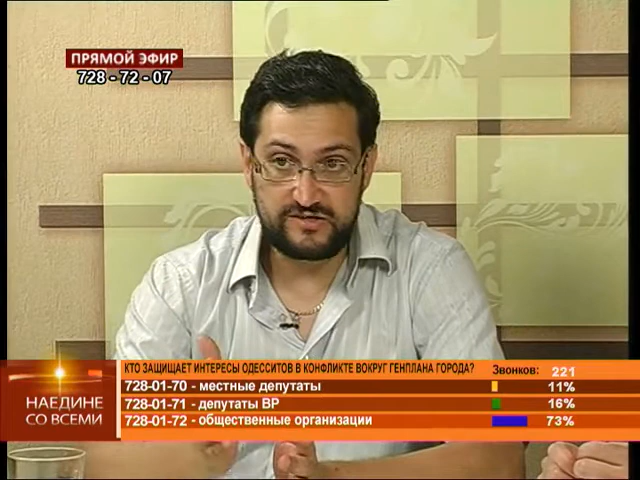 ПРЯМОЙ ЭФИР
728-72-07
КТО ЗАЩИЩАЕТ ИНТЕРЕСЫ ОДЕССИТОВ В КОНФЛИКТЕ ВОКРУГ ГЕНПЛАНА ГОРОДА? Звонков: 221
728-01-70 - местные депутаты 11%
728-01-71 - депутаты ВР 16%
728-01-72 - общественные организации 73%
НАЕДИНЕ
СО ВСЕМИ